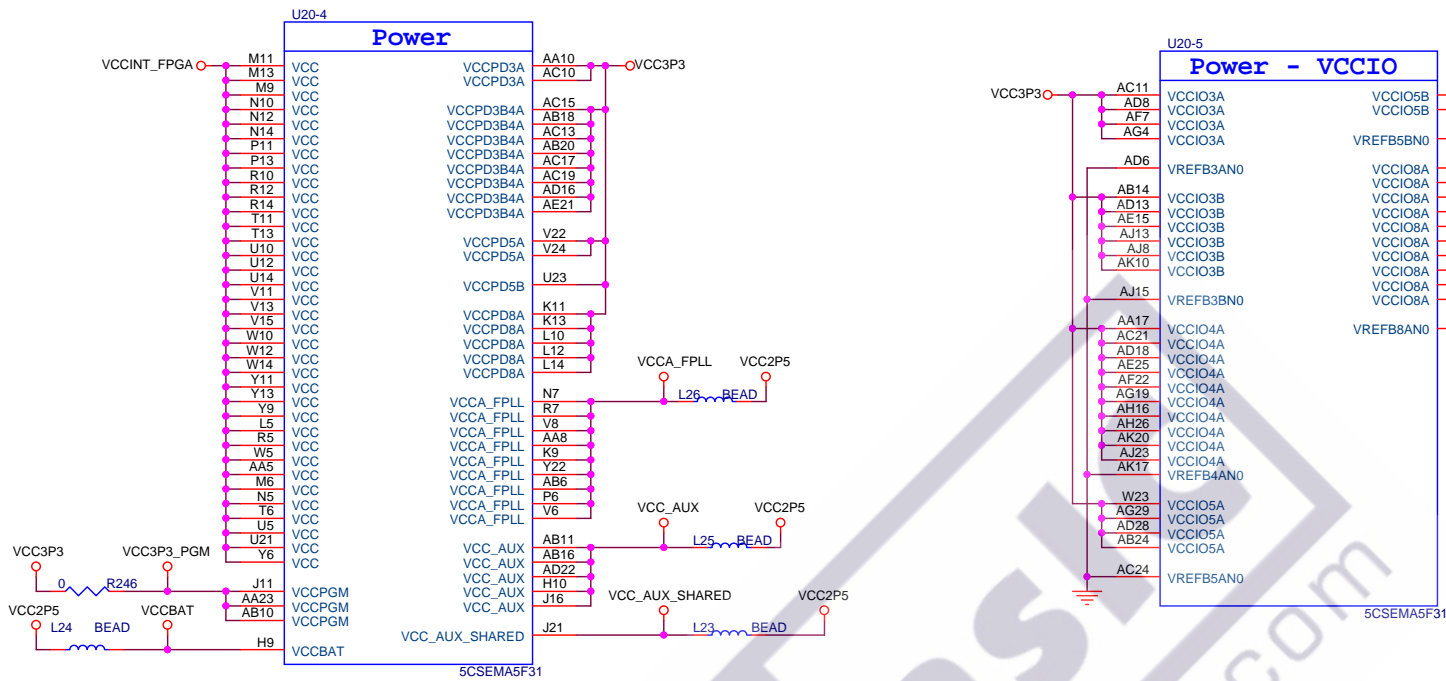 U20-4
Power
VCCINT_FPGA
M11 VCC
M13 VCC
M9 VCC
N10 VCC
N12 VCC
N14 VCC
P11 VCC
P13 VCC
R10 VCC
R12 VCC
R14 VCC
T11 VCC
T13 VCC
U10 VCC
U12 VCC
U14 VCC
V11 VCC
V13 VCC
V15 VCC
W10 VCC
W12 VCC
W14 VCC
Y11 VCC
Y13 VCC
Y9 VCC
L5 VCC
R5 VCC
W5 VCC
AA5 VCC
M6 VCC
N5 VCC
T6 VCC
U5 VCC
U21 VCC
Y6 VCC
VCC3P3
VCC3P3_PGM
0 R246
J11 VCCPGM
AA23 VCCPGM
AB10 VCCPGM
VCC2P5
VCCBAT
L24 BEAD
H9 VCCBAT
VCCPD3A AA10
VCC3P3
VCCPD3A AC10
VCCPD3B4A AC15
VCCPD3B4A AB18
VCCPD3B4A AC13
VCCPD3B4A AB20
VCCPD3B4A AC17
VCCPD3B4A AC19
VCCPD3B4A AD16
VCCPD3B4A AE21
VCCPD5A V22
VCCPD5A V24
VCCPD5B U23
VCCPD8A K11
VCCPD8A K13
VCCPD8A L10
VCCPD8A L12
VCCPD8A L14
VCCA_FPLL VCC2P5
L26 BEAD
VCCA_FPLL N7
VCCA_FPLL R7
VCCA_FPLL V8
VCCA_FPLL AA8
VCCA_FPLL K9
VCCA_FPLL Y22
VCCA_FPLL AB6
VCCA_FPLL P6
VCCA_FPLL V6
VCC_AUX VCC2P5
L25 BEAD
VCC_AUX AB11
VCC_AUX AB16
VCC_AUX AD22
VCC_AUX H10
VCC_AUX J16
VCC_AUX_SHARED VCC2P5
L23 BEAD
VCC_AUX_SHARED J21
5CSEMA5F31
U20-5
Power - VCCIO
VCC3P3
AC11 VCCIO3A
AD8 VCCIO3A
AF7 VCCIO3A
AG4 VCCIO3A
AD6 VREFB3AN0
AB14 VCCIO3B
AD13 VCCIO3B
AE15 VCCIO3B
AJ13 VCCIO3B
AJ8 VCCIO3B
AK10 VCCIO3B
AJ15 VREFB3BN0
AA17 VCCIO4A
AC21 VCCIO4A
AD18 VCCIO4A
AE25 VCCIO4A
AF22 VCCIO4A
AG19 VCCIO4A
AH16 VCCIO4A
AH26 VCCIO4A
AK20 VCCIO4A
AJ23 VCCIO4A
AK17 VREFB4AN0
W23 VCCIO5A
AG29 VCCIO5A
AD28 VCCIO5A
AB24 VCCIO5A
AC24 VREFB5AN0
VCCIO5B
VCCIO5B
VREFB5BN0
VCCIO8A
VCCIO8A
VCCIO8A
VCCIO8A
VCCIO8A
VCCIO8A
VCCIO8A
VCCIO8A
VCCIO8A
VCCIO8A
VREFB8AN0
5CSEMA5F31
sic
com